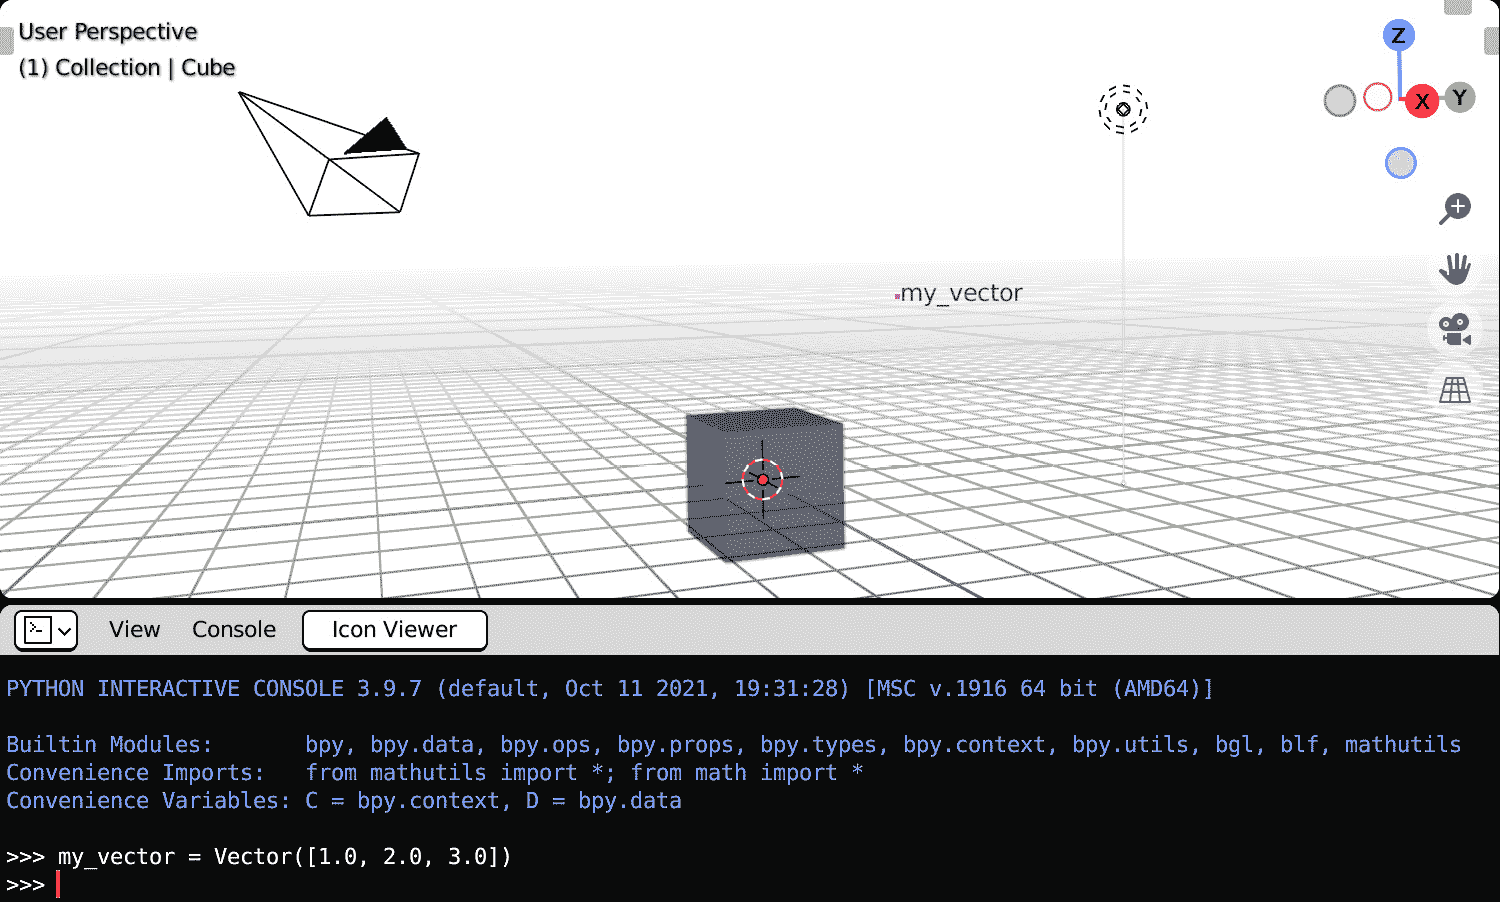 User Perspective
(1) Collection | Cube
Z
X
Y
my_vector
View Console Icon Viewer
PYTHON INTERACTIVE CONSOLE 3.9.7 (default, Oct 11 2021, 19:31:28) [MSC v.1916 64 bit (AMD64)]
Builtin Modules: bpy, bpy.data, bpy.ops, bpy.props, bpy.types, bpy.context, bpy.utils, bgl, blf, mathutils
Convenience Imports: from mathutils import *; from math import *
Convenience Variables: C = bpy.context, D = bpy.data
>>> my_vector = Vector([1.0, 2.0, 3.0])
>>>